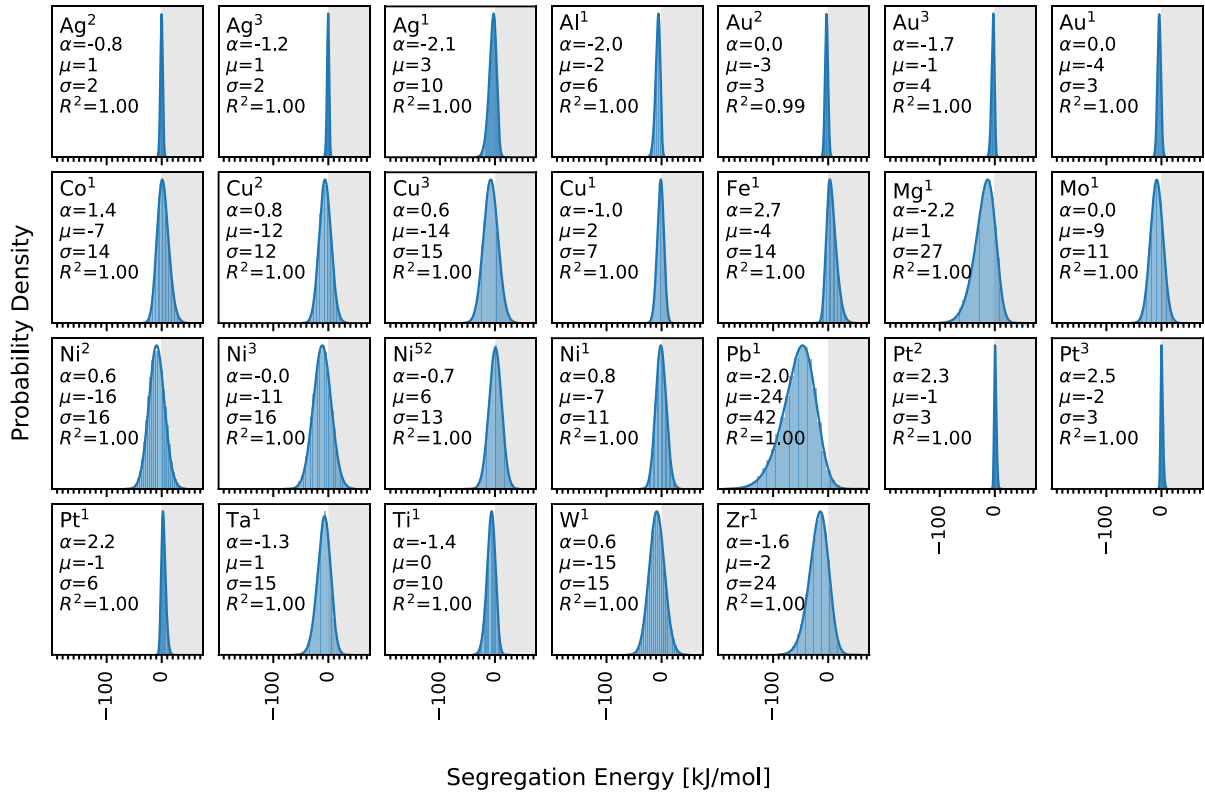 Ag²
α=-0.8
μ=1
σ=2
R²=1.00
Ag³
α=-1.2
μ=1
σ=2
R²=1.00
Ag¹
α=-2.1
μ=3
σ=10
R²=1.00
Al¹
α=-2.0
μ=-2
σ=6
R²=1.00
Au²
α=0.0
μ=-3
σ=3
R²=0.99
Au³
α=-1.7
μ=-1
σ=4
R²=1.00
Au¹
α=0.0
μ=-4
σ=3
R²=1.00
Co¹
α=1.4
μ=-7
σ=14
R²=1.00
Cu²
α=0.8
μ=-12
σ=12
R²=1.00
Cu³
α=0.6
μ=-14
σ=15
R²=1.00
Cu¹
α=-1.0
μ=2
σ=7
R²=1.00
Fe¹
α=2.7
μ=-4
σ=14
R²=1.00
Mg¹
α=-2.2
μ=1
σ=27
R²=1.00
Mo¹
α=0.0
μ=-9
σ=11
R²=1.00
Ni²
α=0.6
μ=-16
σ=16
R²=1.00
Ni³
α=-0.0
μ=-11
σ=16
R²=1.00
Ni⁵²
α=-0.7
μ=6
σ=13
R²=1.00
Ni¹
α=0.8
μ=-7
σ=11
R²=1.00
Pb¹
α=-2.0
μ=-24
σ=42
R²=1.00
Pt²
α=2.3
μ=-1
σ=3
R²=1.00
Pt³
α=2.5
μ=-2
σ=3
R²=1.00
Pt¹
α=2.2
μ=-1
σ=6
R²=1.00
Ta¹
α=-1.3
μ=1
σ=15
R²=1.00
Ti¹
α=-1.4
μ=0
σ=10
R²=1.00
W¹
α=0.6
μ=-15
σ=15
R²=1.00
Zr¹
α=-1.6
μ=-2
σ=24
R²=1.00
−100
0
−100
0
−100
0
−100
0
−100
0
−100
0
−100
0
Probability Density
Segregation Energy [kJ/mol]